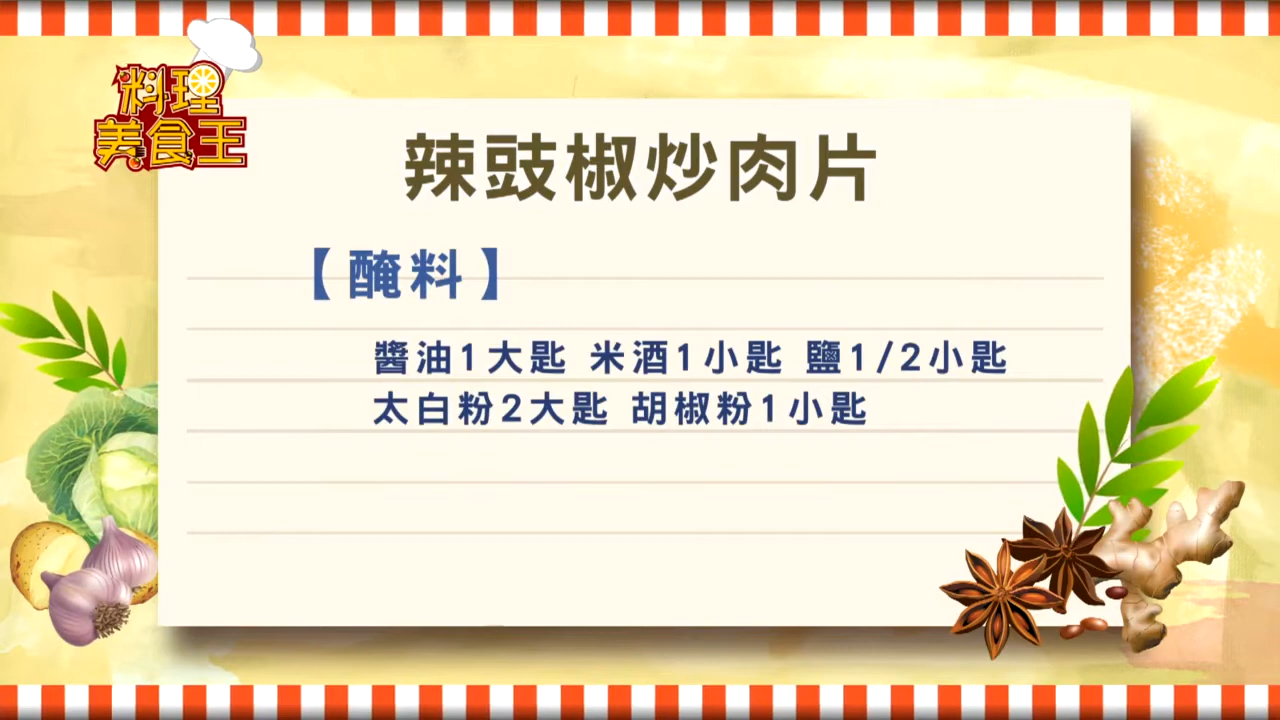 料理
美食王
辣豉椒炒肉片
【醃料】
醬油1大匙 米酒1小匙 鹽1/2小匙
太白粉2大匙 胡椒粉1小匙